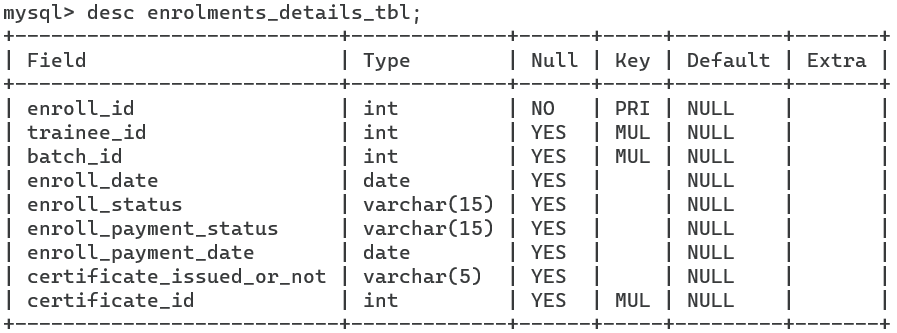 mysql> desc enrolments_details_tbl;
+---------------------------+-------------+------+-----+---------+-------+
| Field                     | Type        | Null | Key | Default | Extra |
+---------------------------+-------------+------+-----+---------+-------+
| enroll_id                 | int         | NO   | PRI | NULL    |       |
| trainee_id                | int         | YES  | MUL | NULL    |       |
| batch_id                  | int         | YES  | MUL | NULL    |       |
| enroll_date               | date        | YES  |     | NULL    |       |
| enroll_status             | varchar(15) | YES  |     | NULL    |       |
| enroll_payment_status     | varchar(15) | YES  |     | NULL    |       |
| enroll_payment_date       | date        | YES  |     | NULL    |       |
| certificate_issued_or_not | varchar(5)  | YES  |     | NULL    |       |
| certificate_id            | int         | YES  | MUL | NULL    |       |
+---------------------------+-------------+------+-----+---------+-------+